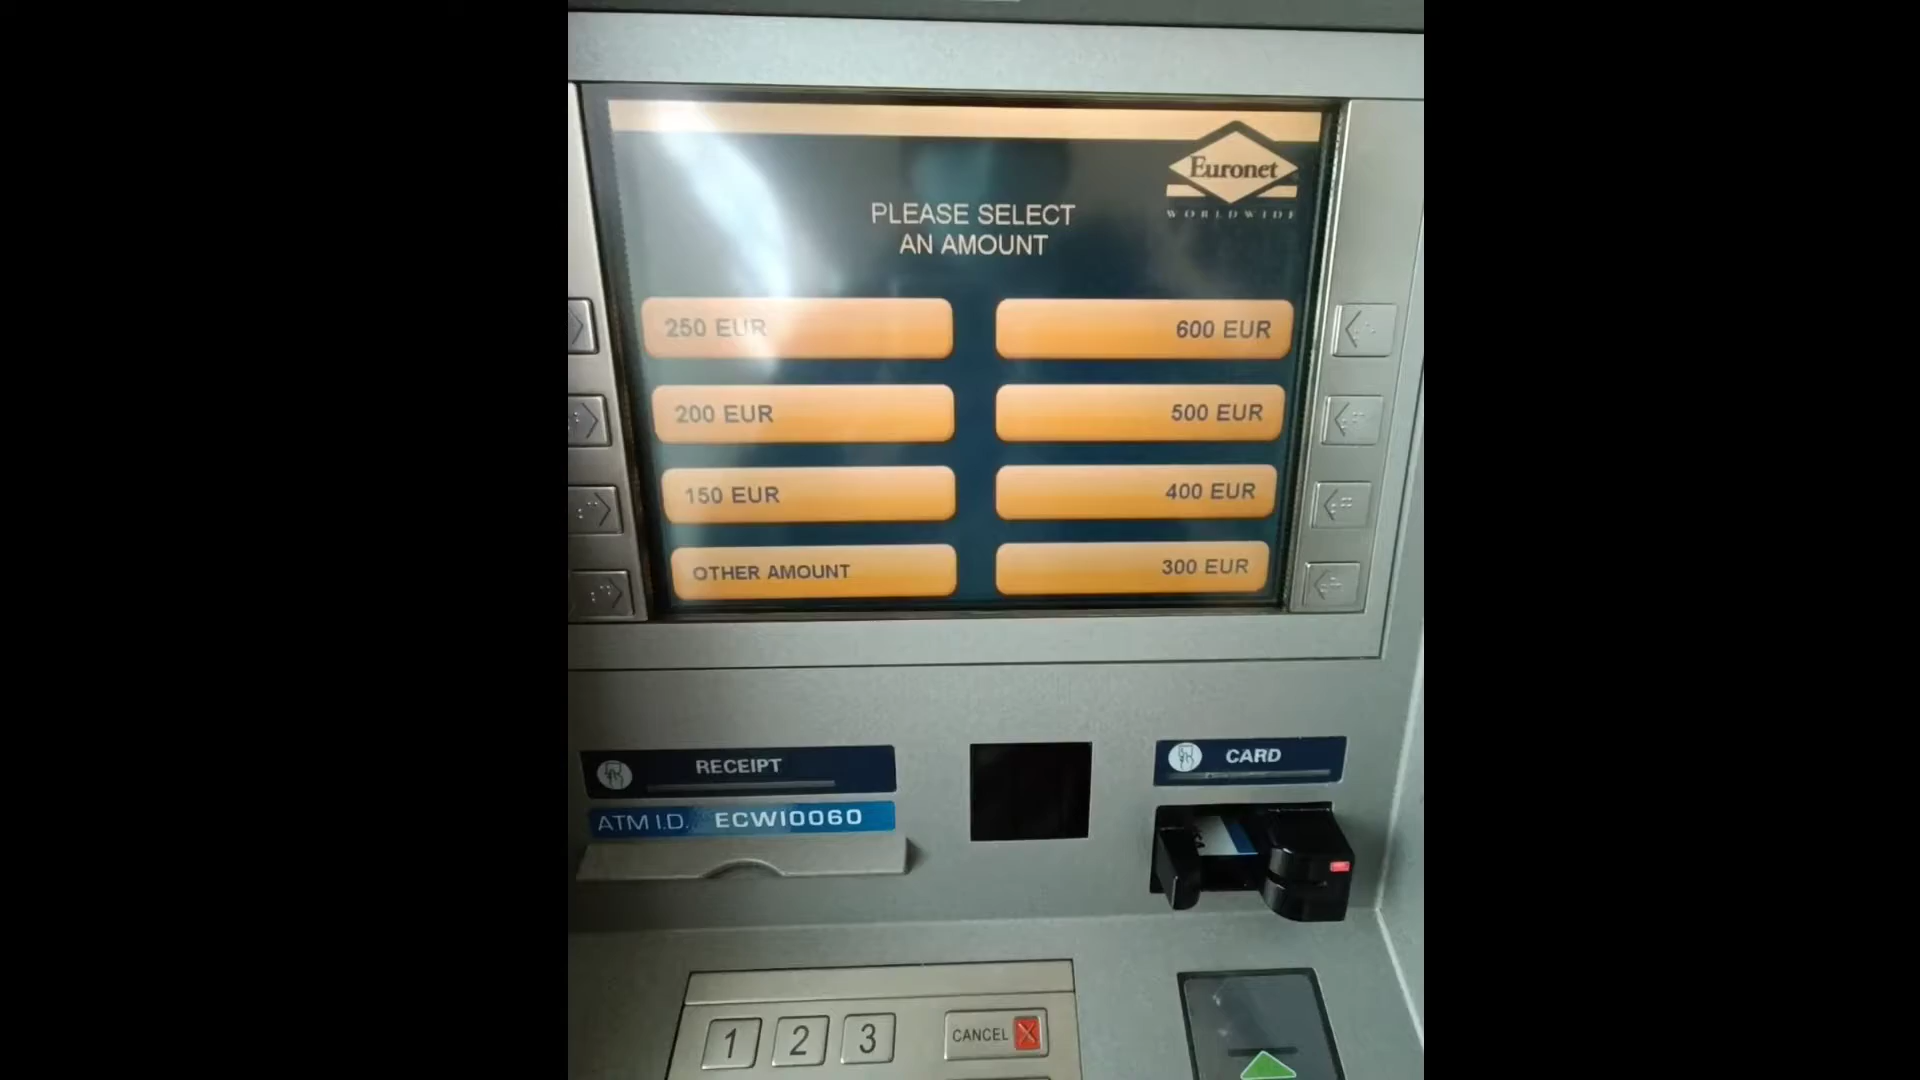 Euronet
WORLDWIDE
PLEASE SELECT
AN AMOUNT
250 EUR
600 EUR
200 EUR
500 EUR
150 EUR
400 EUR
OTHER AMOUNT
300 EUR
RECEIPT
CARD
ATM I.D. ECWI0060
1 2 3 CANCEL